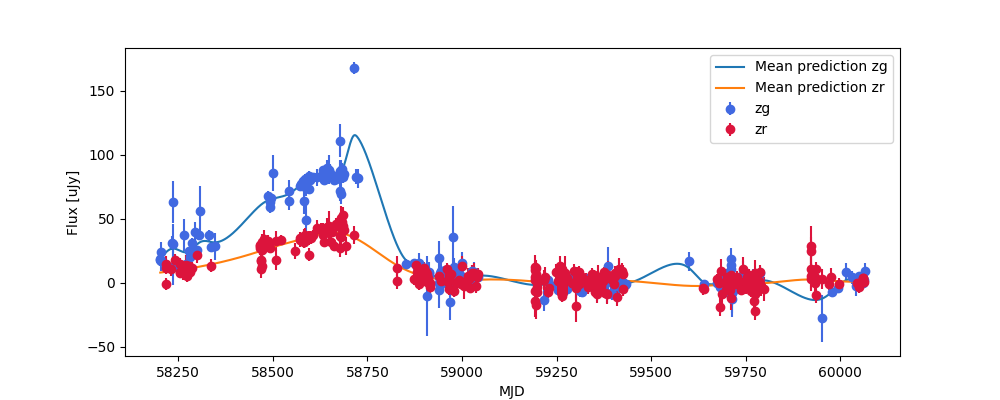 Mean prediction zg
Mean prediction zr
zg
zr
Flux [uJy]
150
100
50
0
−50
58250
58500
58750
59000
59250
59500
59750
60000
MJD